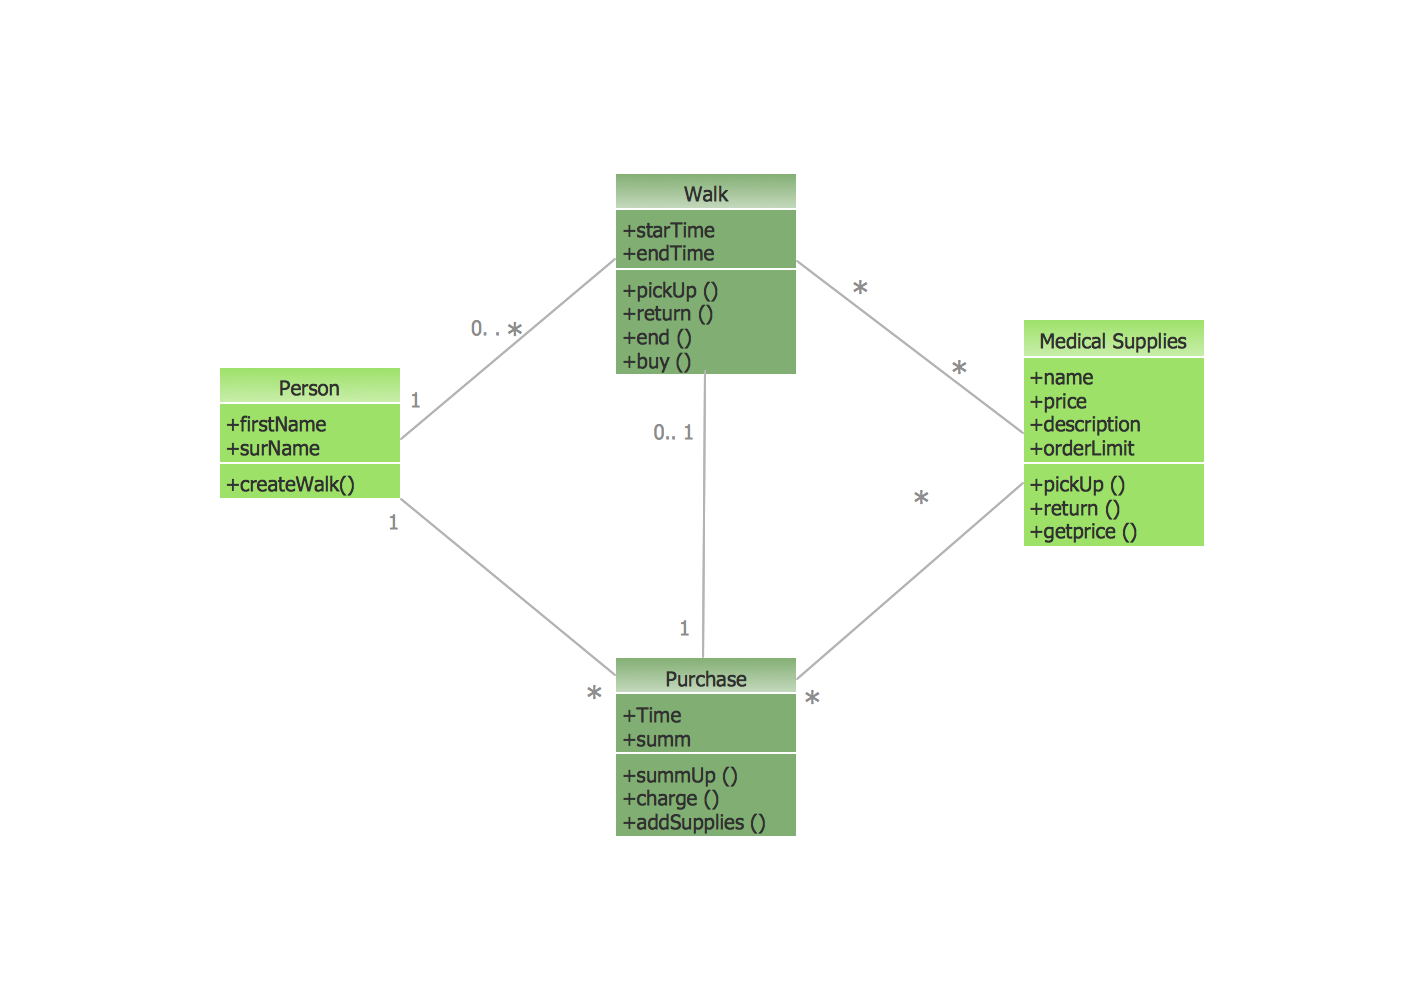 Walk
+starTime
+endTime
+pickUp ()
+return ()
+end ()
+buy ()
*
0. . *
Medical Supplies
+name
+price
+description
+orderLimit
+pickUp ()
+return ()
+getprice ()
*
Person
+firstName
+surName
+createWalk()
1
0.. 1
*
1
1
*
*
Purchase
+Time
+summ
+summUp ()
+charge ()
+addSupplies ()